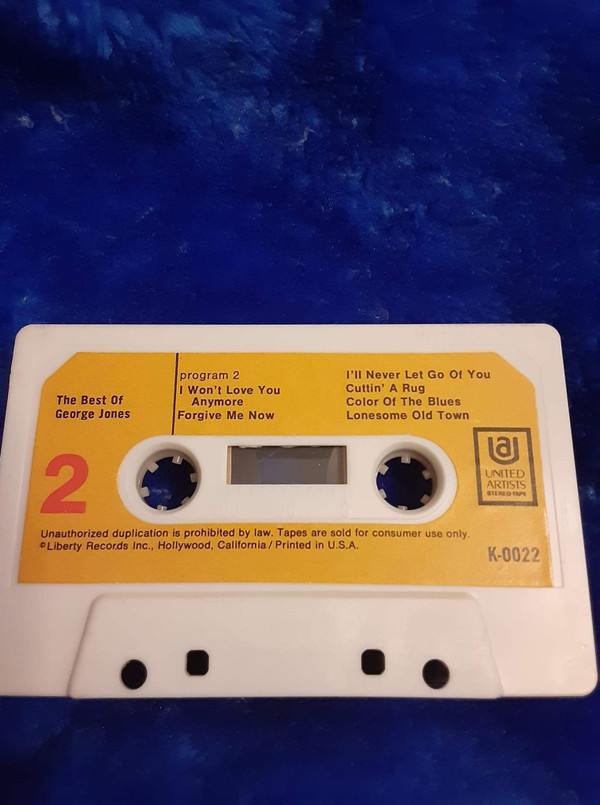 The Best Of
George Jones
program 2
I Won't Love You
Anymore
Forgive Me Now
I'll Never Let Go Of You
Cuttin' A Rug
Color Of The Blues
Lonesome Old Town
2
ua
UNITED
ARTISTS
STEREO-TAPE
Unauthorized duplication is prohibited by law. Tapes are sold for consumer use only.
©Liberty Records Inc., Hollywood, California/Printed in U.S.A.
K-0022